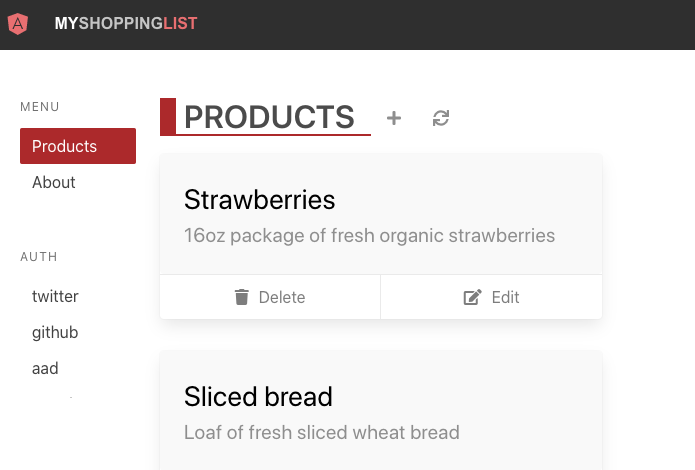 MYSHOPPINGLIST
MENU
Products
About
AUTH
twitter
github
aad
PRODUCTS
Strawberries
16oz package of fresh organic strawberries
Delete Edit
Sliced bread
Loaf of fresh sliced wheat bread